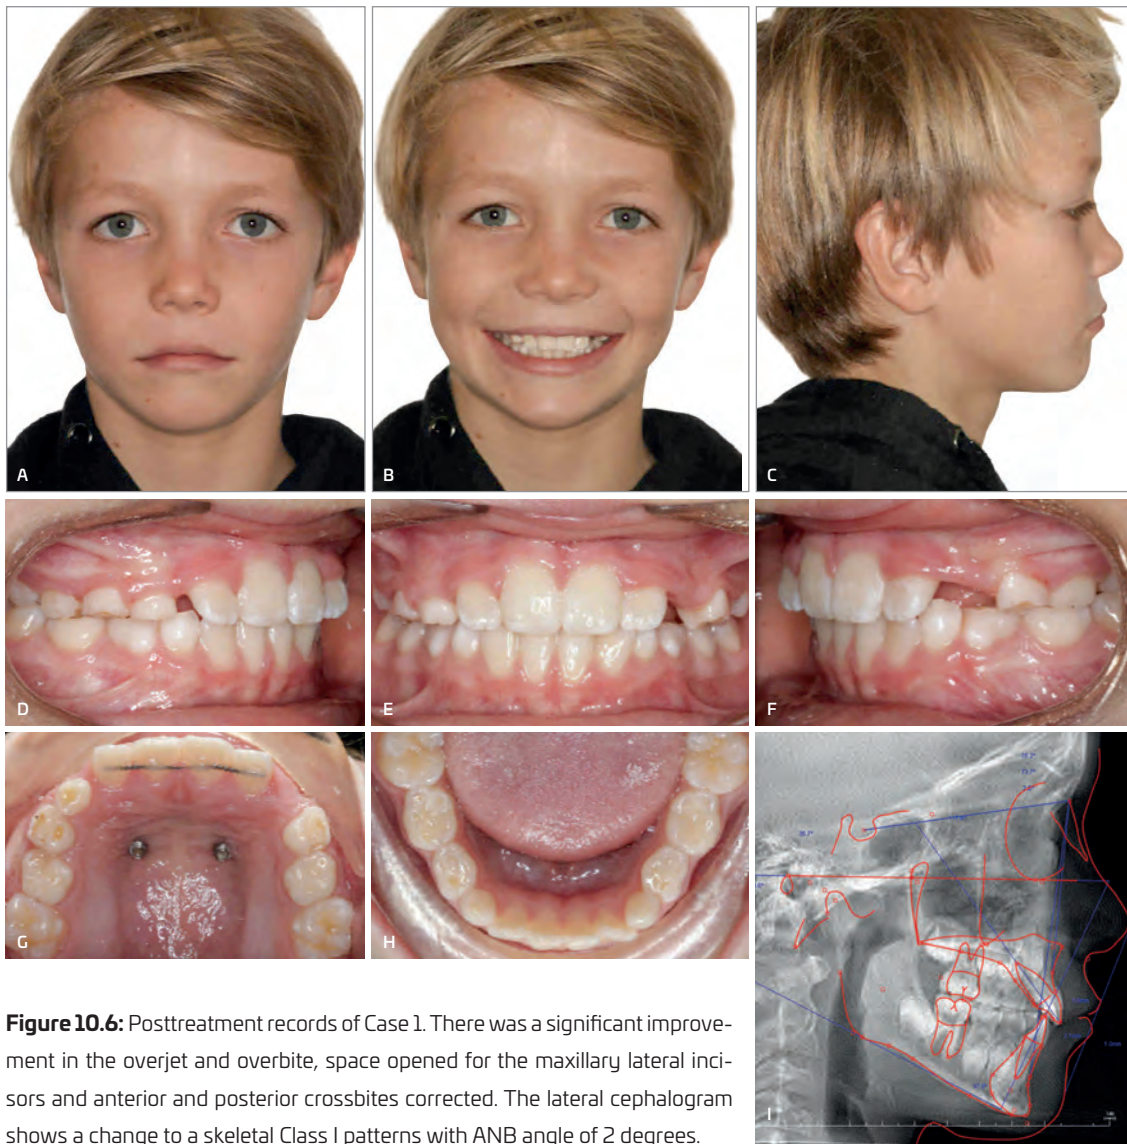 A
B
C
D
E
F
G
H
I
Figure 10.6: Posttreatment records of Case 1. There was a significant improve-
ment in the overjet and overbite, space opened for the maxillary lateral inci-
sors and anterior and posterior crossbites corrected. The lateral cephalogram
shows a change to a skeletal Class I patterns with ANB angle of 2 degrees.